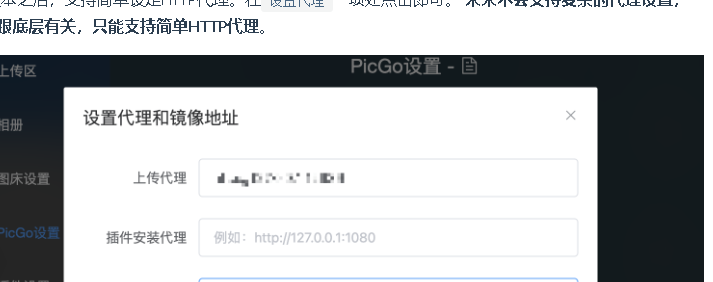 本之后，支持简单设定HTTP代理。在 设置代理 一项处点击即可。未来不会支持复杂的代理设置，
跟底层有关，只能支持简单HTTP代理。
PicGo设置 -
上传区
相册
图床设置
PicGo设置
设置代理和镜像地址
上传代理
插件安装代理 例如：http://127.0.0.1:1080